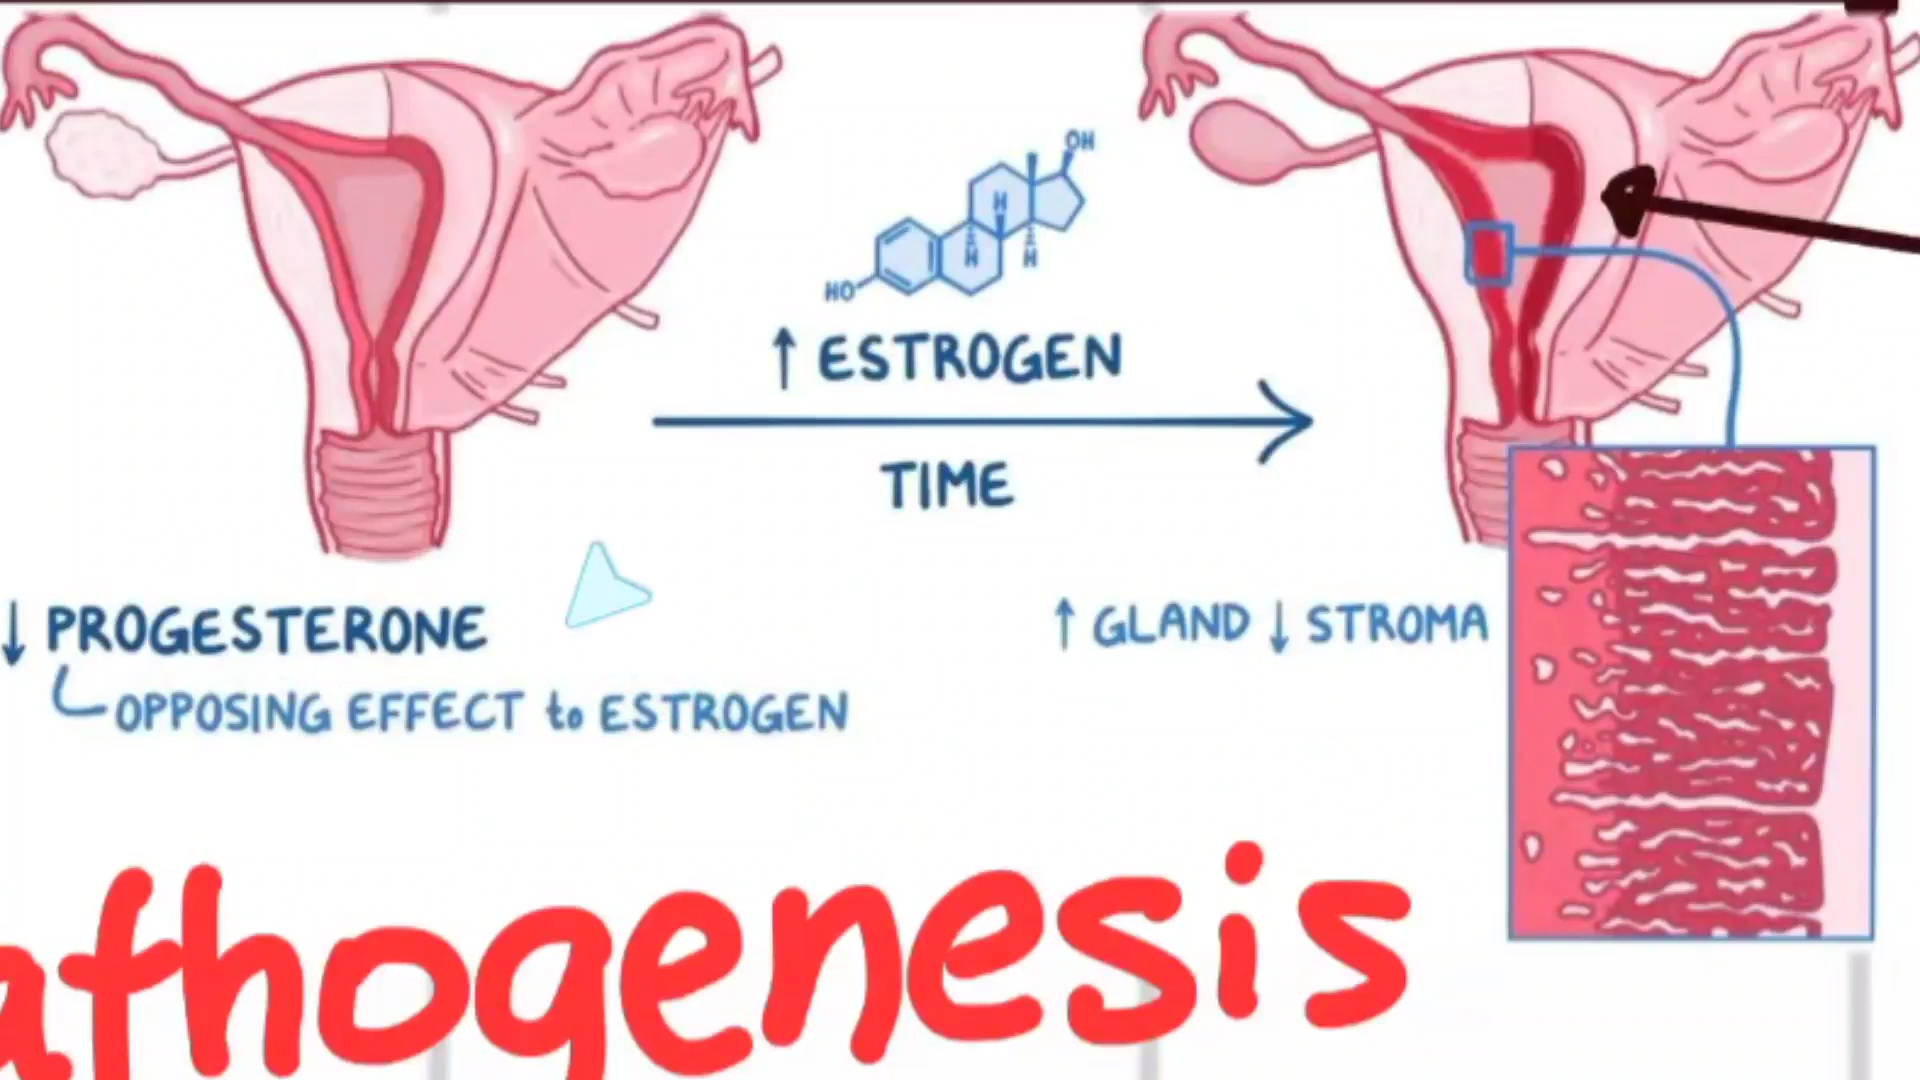 OH
H
H H
HO
↑ ESTROGEN
TIME
↓ PROGESTERONE
OPPOSING EFFECT to ESTROGEN
↑ GLAND ↓ STROMA
athogenesis